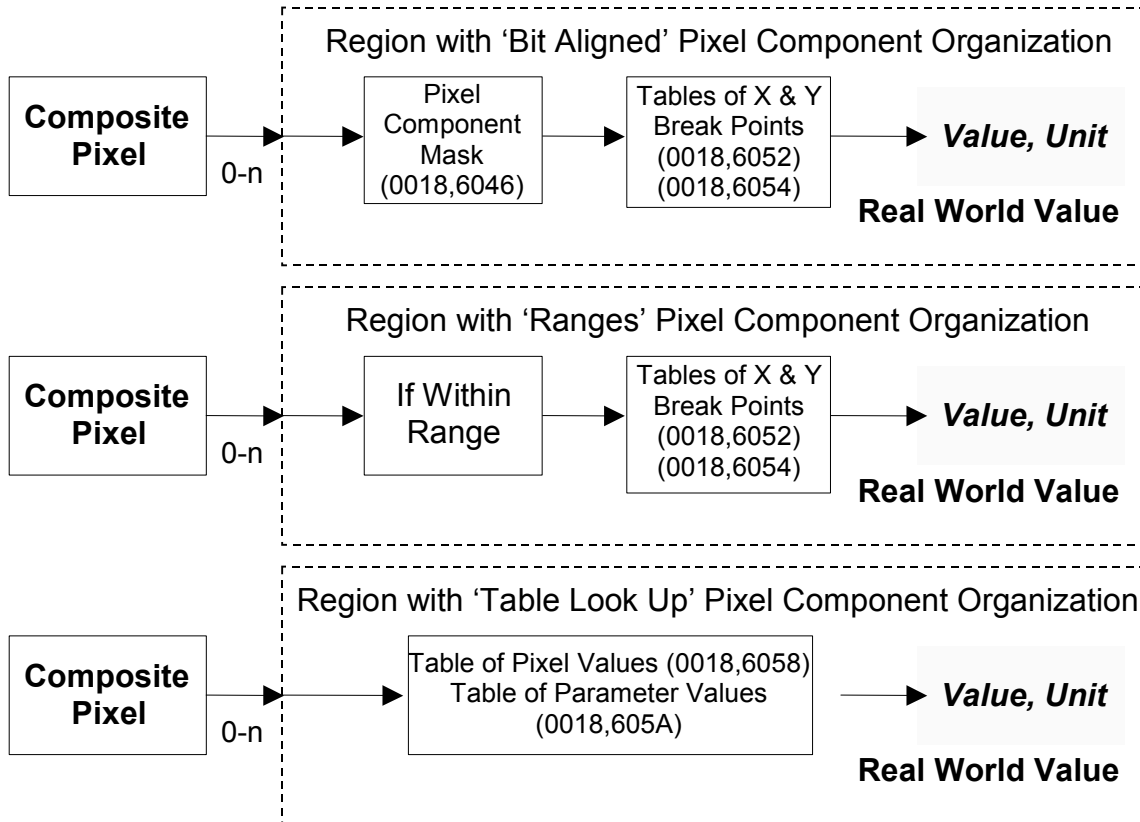 Region with ‘Bit Aligned’ Pixel Component Organization
Composite
Pixel
0-n
Pixel
Component
Mask
(0018,6046)
Tables of X & Y
Break Points
(0018,6052)
(0018,6054)
Value, Unit
Real World Value
Region with ‘Ranges’ Pixel Component Organization
Composite
Pixel
0-n
If Within
Range
Tables of X & Y
Break Points
(0018,6052)
(0018,6054)
Value, Unit
Real World Value
Region with ‘Table Look Up’ Pixel Component Organization
Composite
Pixel
0-n
Table of Pixel Values (0018,6058)
Table of Parameter Values
(0018,605A)
Value, Unit
Real World Value